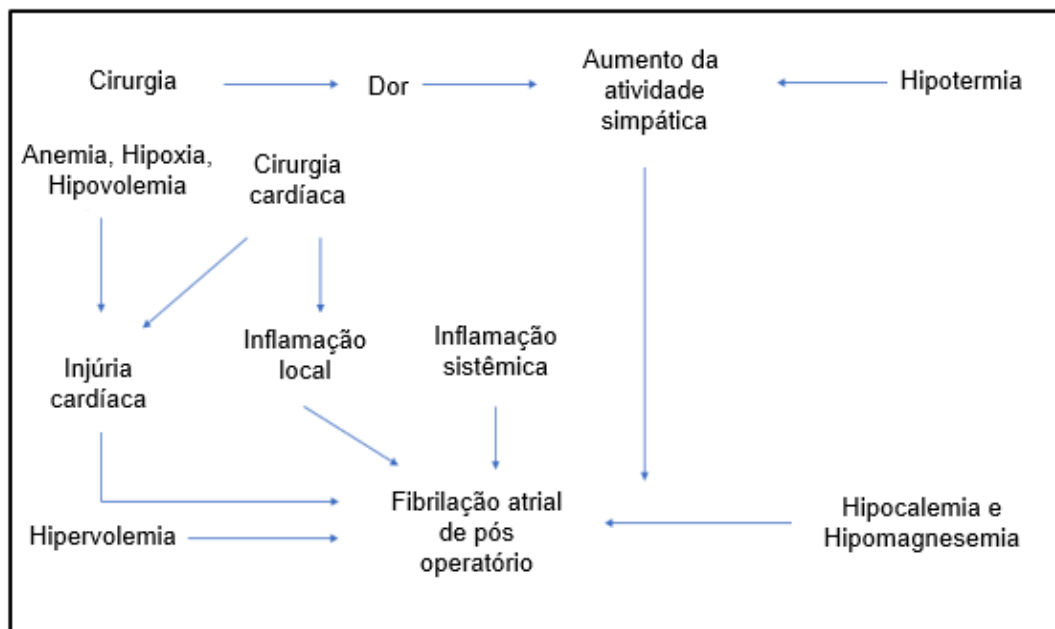 Cirurgia
Dor
Aumento da
atividade
simpática
Hipotermia
Anemia, Hipoxia,
Hipovolemia
Cirurgia
cardíaca
Injúria
cardíaca
Inflamação
local
Inflamação
sistêmica
Hipervolemia
Fibrilação atrial
de pós
operatório
Hipocalemia e
Hipomagnesemia